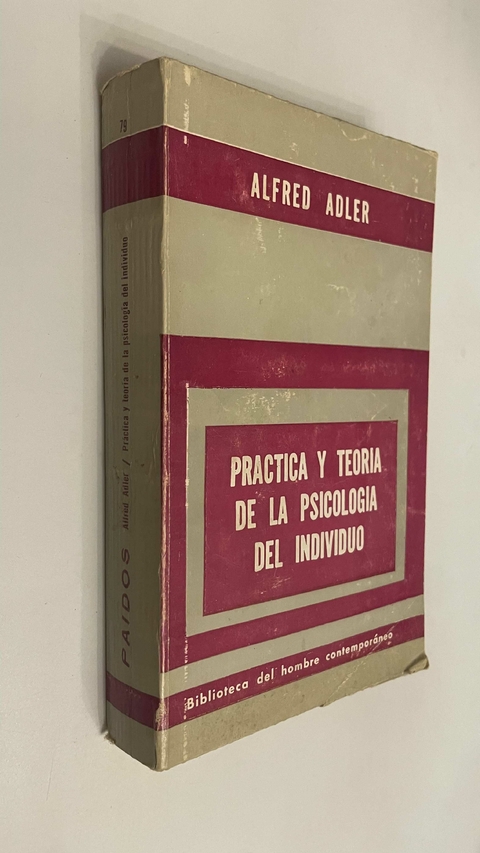 ALFRED ADLER
PRACTICA Y TEORIA
DE LA PSICOLOGIA
DEL INDIVIDUO
Biblioteca del hombre contemporáneo
79
Alfred Adler / Practica y teoria de la psicologia del individuo
PAIDOS